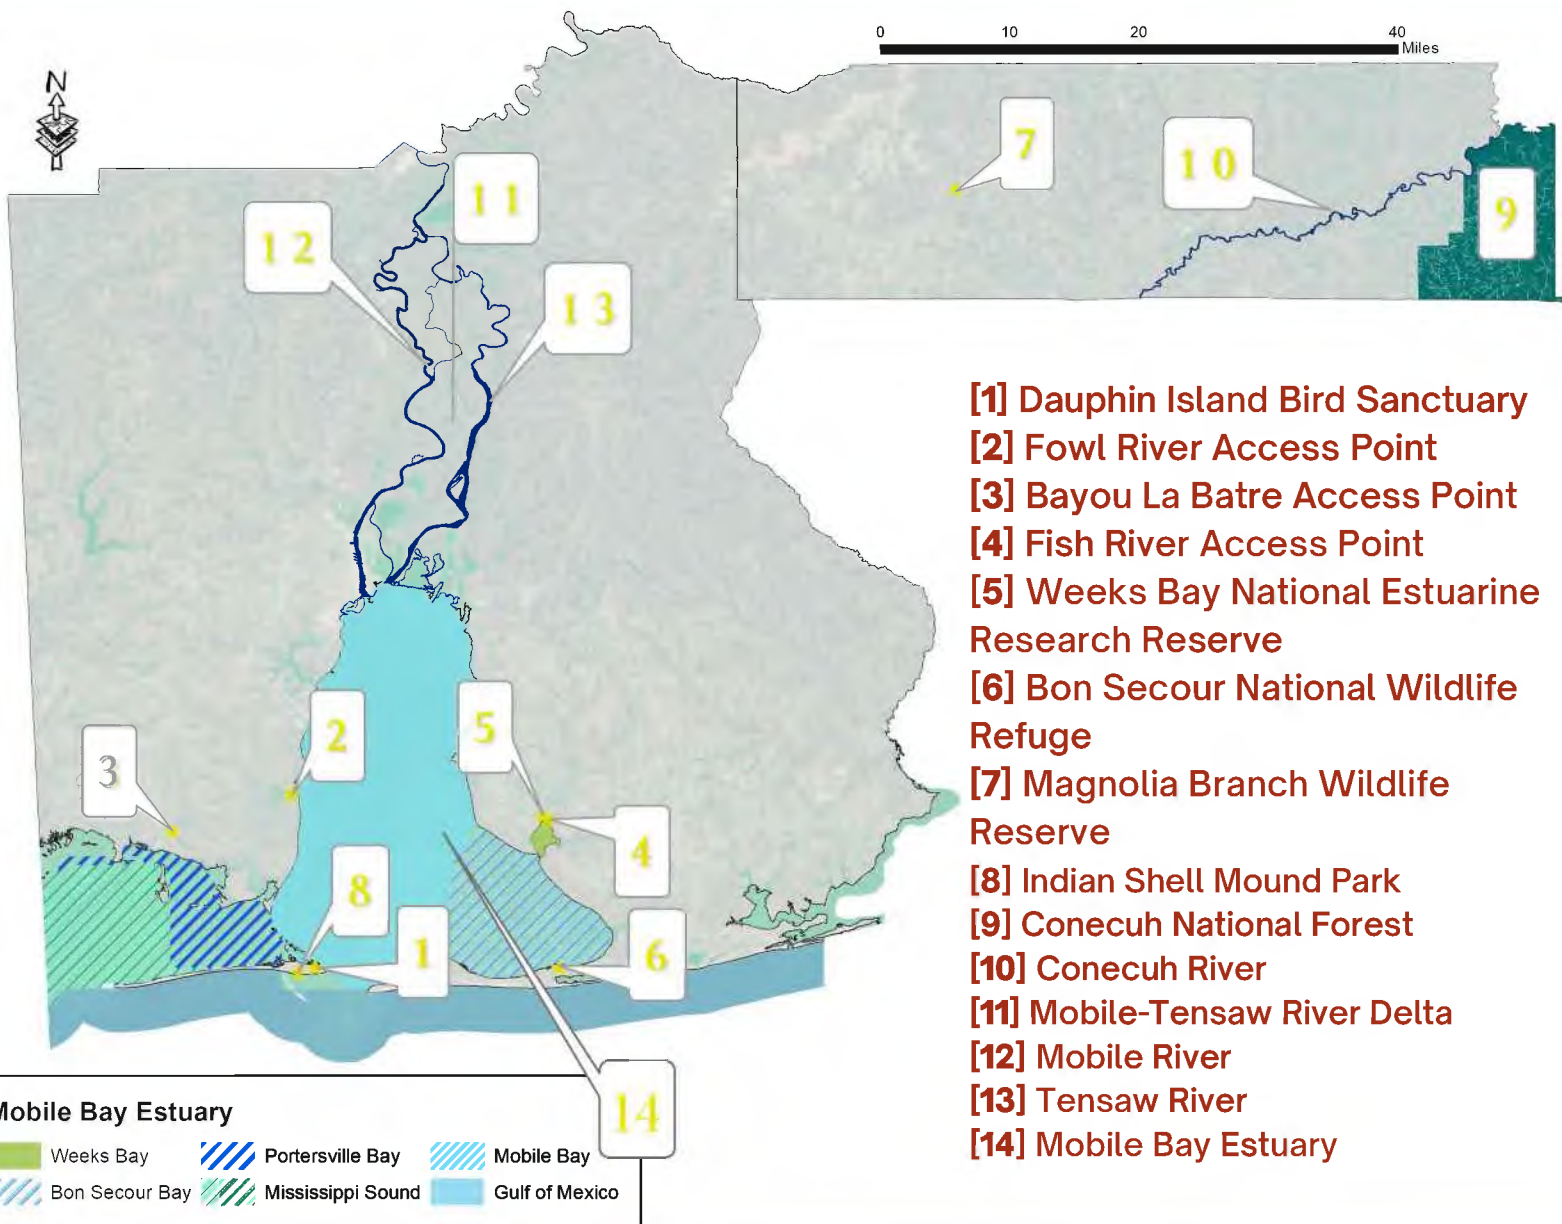 0 10 20 40
Miles
N
7
10
9
11
12
13
[1] Dauphin Island Bird Sanctuary
[2] Fowl River Access Point
[3] Bayou La Batre Access Point
[4] Fish River Access Point
[5] Weeks Bay National Estuarine
Research Reserve
[6] Bon Secour National Wildlife
Refuge
[7] Magnolia Branch Wildlife
Reserve
[8] Indian Shell Mound Park
[9] Conecuh National Forest
[10] Conecuh River
[11] Mobile-Tensaw River Delta
[12] Mobile River
[13] Tensaw River
[14] Mobile Bay Estuary
2
5
3
4
8
1
6
14
Mobile Bay Estuary
Weeks Bay Portersville Bay Mobile Bay
Bon Secour Bay Mississippi Sound Gulf of Mexico